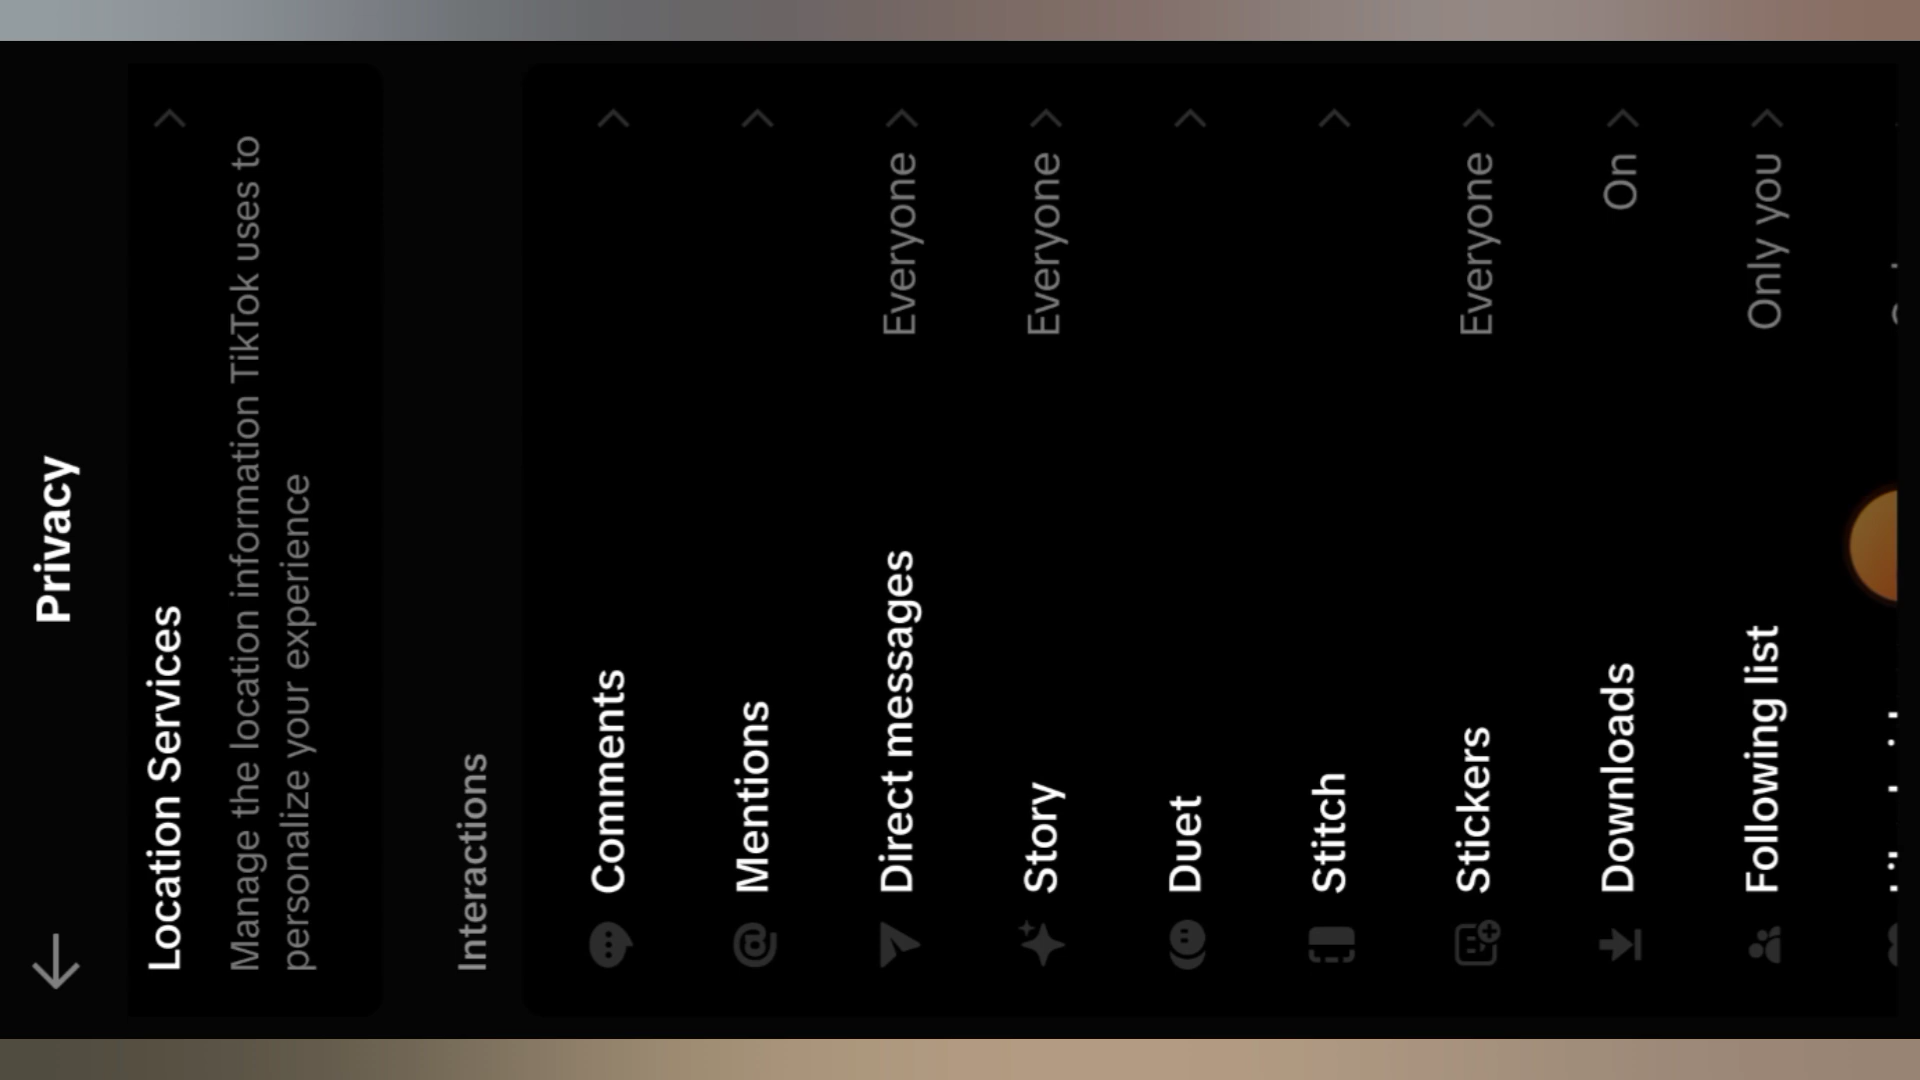 Privacy
Location Services
Manage the location information TikTok uses to
personalize your experience
Interactions
Comments
Mentions
Direct messages Everyone
Story Everyone
Duet
Stitch
Stickers Everyone
Downloads On
Following list Only you